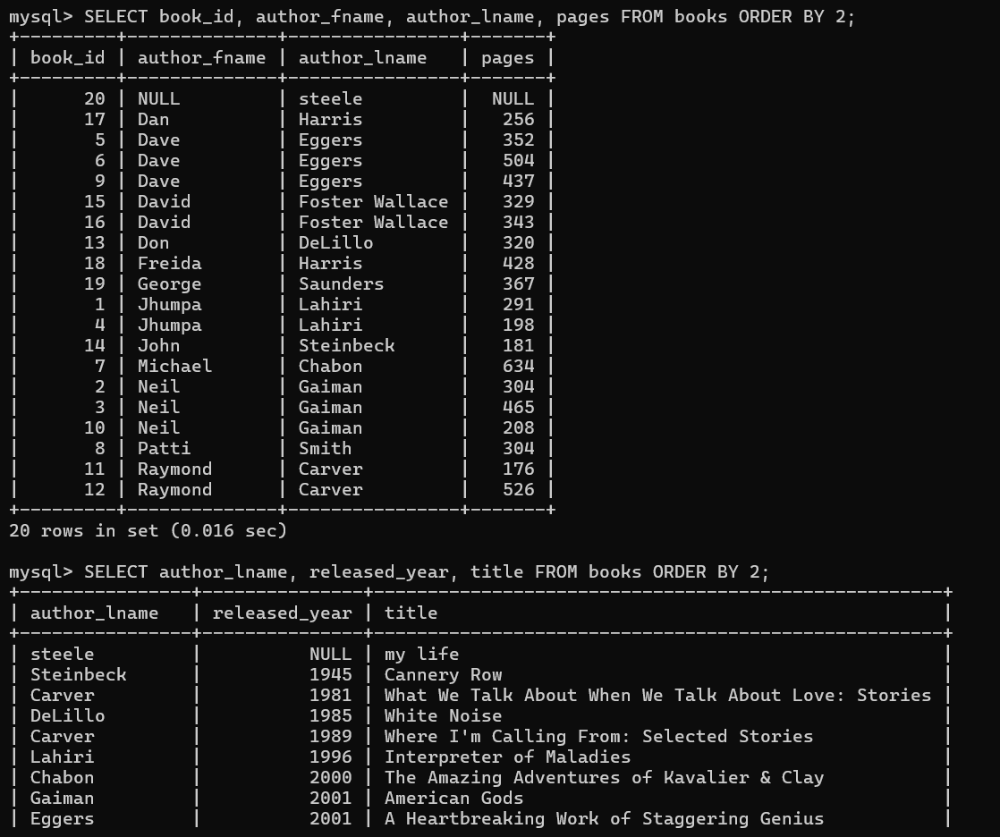 mysql> SELECT book_id, author_fname, author_lname, pages FROM books ORDER BY 2;
+---------+--------------+----------------+-------+
| book_id | author_fname | author_lname   | pages |
+---------+--------------+----------------+-------+
|      20 | NULL         | steele         |  NULL |
|      17 | Dan          | Harris         |   256 |
|       5 | Dave         | Eggers         |   352 |
|       6 | Dave         | Eggers         |   504 |
|       9 | Dave         | Eggers         |   437 |
|      15 | David        | Foster Wallace |   329 |
|      16 | David        | Foster Wallace |   343 |
|      13 | Don          | DeLillo        |   320 |
|      18 | Freida       | Harris         |   428 |
|      19 | George       | Saunders       |   367 |
|       1 | Jhumpa       | Lahiri         |   291 |
|       4 | Jhumpa       | Lahiri         |   198 |
|      14 | John         | Steinbeck      |   181 |
|       7 | Michael      | Chabon         |   634 |
|       2 | Neil         | Gaiman         |   304 |
|       3 | Neil         | Gaiman         |   465 |
|      10 | Neil         | Gaiman         |   208 |
|       8 | Patti        | Smith          |   304 |
|      11 | Raymond      | Carver         |   176 |
|      12 | Raymond      | Carver         |   526 |
+---------+--------------+----------------+-------+
20 rows in set (0.016 sec)

mysql> SELECT author_lname, released_year, title FROM books ORDER BY 2;
+----------------+---------------+-----------------------------------------------------+
| author_lname   | released_year | title                                               |
+----------------+---------------+-----------------------------------------------------+
| steele         |          NULL | my life                                             |
| Steinbeck      |          1945 | Cannery Row                                         |
| Carver         |          1981 | What We Talk About When We Talk About Love: Stories |
| DeLillo        |          1985 | White Noise                                         |
| Carver         |          1989 | Where I'm Calling From: Selected Stories            |
| Lahiri         |          1996 | Interpreter of Maladies                             |
| Chabon         |          2000 | The Amazing Adventures of Kavalier & Clay           |
| Gaiman         |          2001 | American Gods                                       |
| Eggers         |          2001 | A Heartbreaking Work of Staggering Genius           |